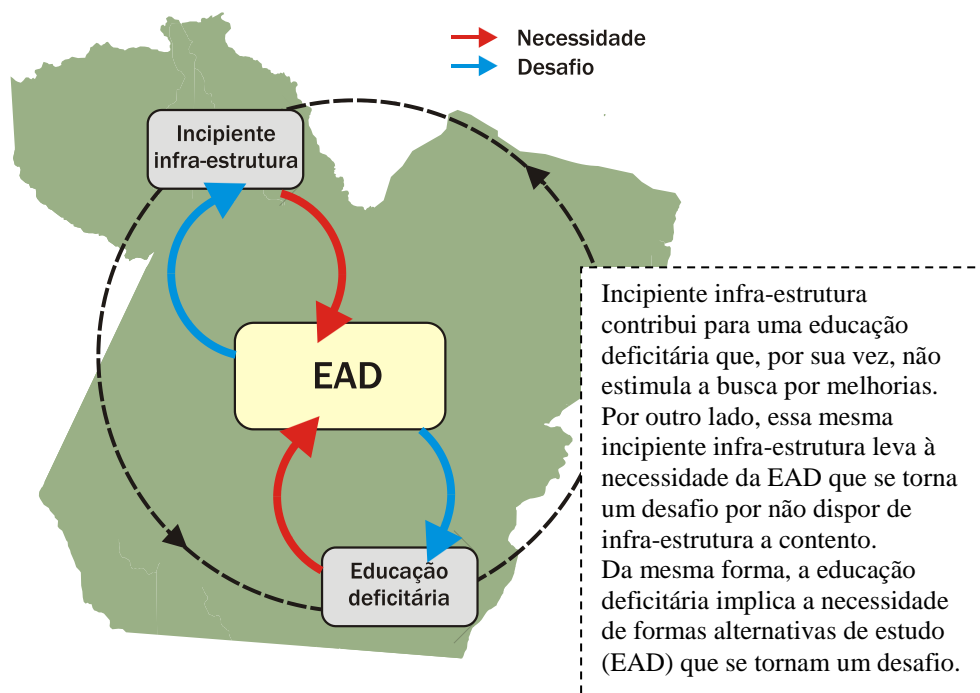 Necessidade
Desafio
Incipiente
infra-estrutura
EAD
Educação
deficitária
Incipiente infra-estrutura
contribui para uma educação
deficitária que, por sua vez, não
estimula a busca por melhorias.
Por outro lado, essa mesma
incipiente infra-estrutura leva à
necessidade da EAD que se torna
um desafio por não dispor de
infra-estrutura a contento.
Da mesma forma, a educação
deficitária implica a necessidade
de formas alternativas de estudo
(EAD) que se tornam um desafio.